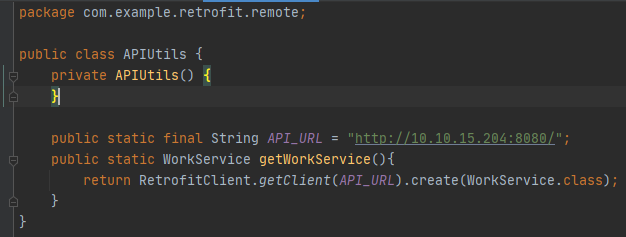 package com.example.retrofit.remote;
public class APIUtils {
private APIUtils() {
}
public static final String API_URL = "http://10.10.15.204:8080/";
public static WorkService getWorkService(){
return RetrofitClient.getClient(API_URL).create(WorkService.class);
}
}